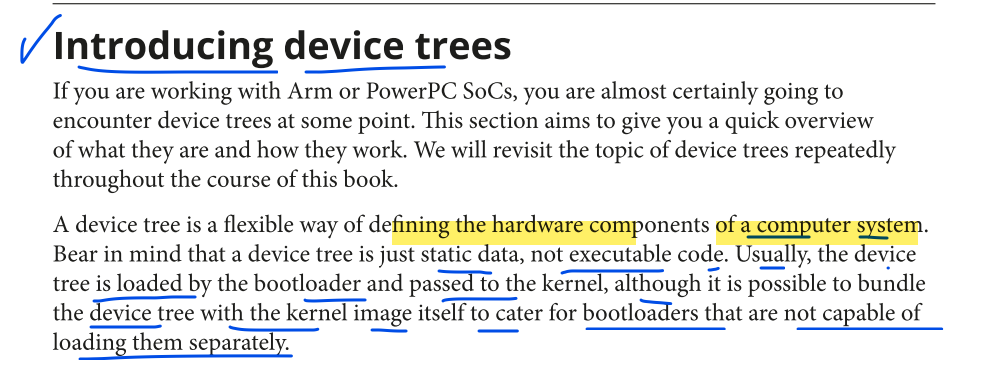 Introducing device trees
If you are working with Arm or PowerPC SoCs, you are almost certainly going to
encounter device trees at some point. This section aims to give you a quick overview
of what they are and how they work. We will revisit the topic of device trees repeatedly
throughout the course of this book.
A device tree is a flexible way of defining the hardware components of a computer system.
Bear in mind that a device tree is just static data, not executable code. Usually, the device
tree is loaded by the bootloader and passed to the kernel, although it is possible to bundle
the device tree with the kernel image itself to cater for bootloaders that are not capable of
loading them separately.